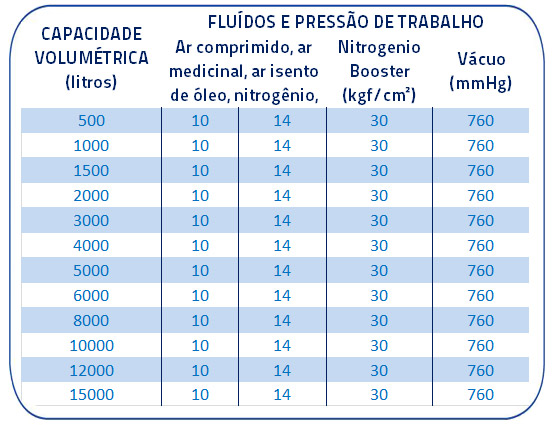 FLUÍDOS E PRESSÃO DE TRABALHO
CAPACIDADE
VOLUMÉTRICA
(litros)
Ar comprimido, ar
medicinal, ar isento
de óleo, nitrogênio,
Nitrogenio
Booster
(kgf/cm²)
Vácuo
(mmHg)
500 10 14 30 760
1000 10 14 30 760
1500 10 14 30 760
2000 10 14 30 760
3000 10 14 30 760
4000 10 14 30 760
5000 10 14 30 760
6000 10 14 30 760
8000 10 14 30 760
10000 10 14 30 760
12000 10 14 30 760
15000 10 14 30 760